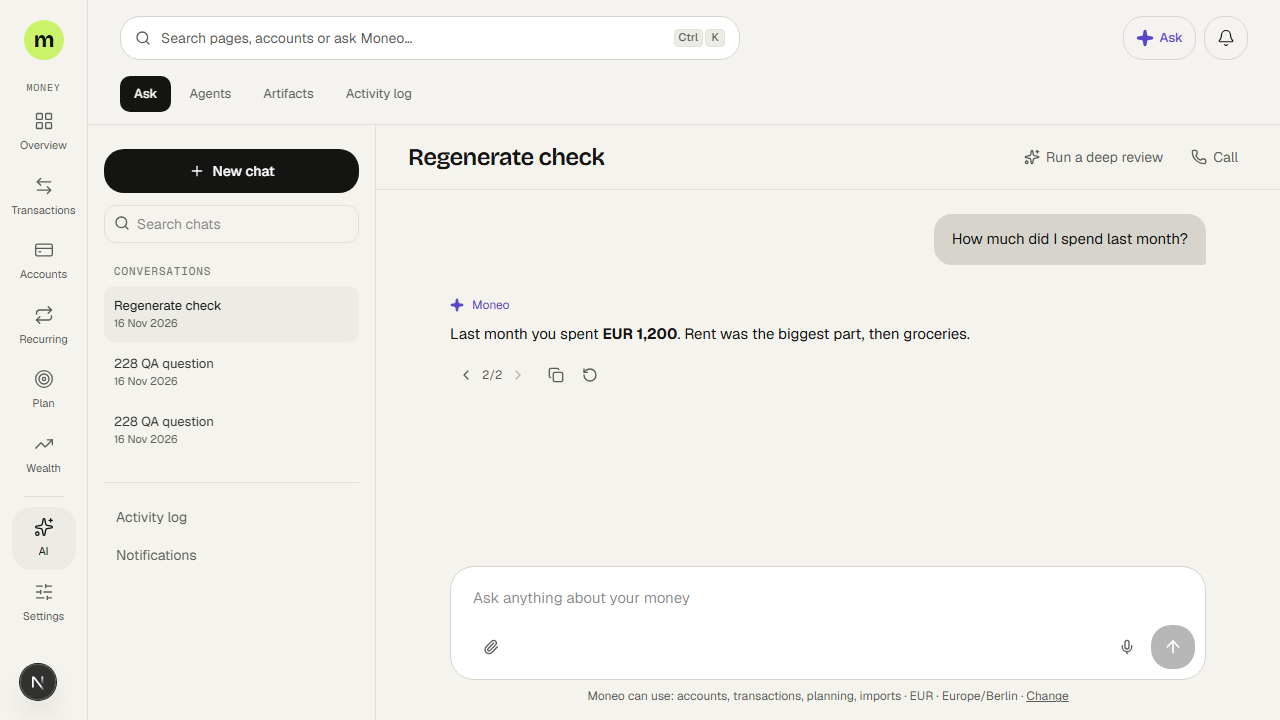 m
Search pages, accounts or ask Moneo...
Ctrl K
Ask
MONEY
Overview
Transactions
Accounts
Recurring
Plan
Wealth
AI
Settings
N
Ask
Agents
Artifacts
Activity log
New chat
Search chats
CONVERSATIONS
Regenerate check
16 Nov 2026
228 QA question
16 Nov 2026
228 QA question
16 Nov 2026
Activity log
Notifications
Regenerate check
Run a deep review
Call
How much did I spend last month?
Moneo
Last month you spent EUR 1,200. Rent was the biggest part, then groceries.
2/2
Ask anything about your money
Moneo can use: accounts, transactions, planning, imports · EUR · Europe/Berlin · Change